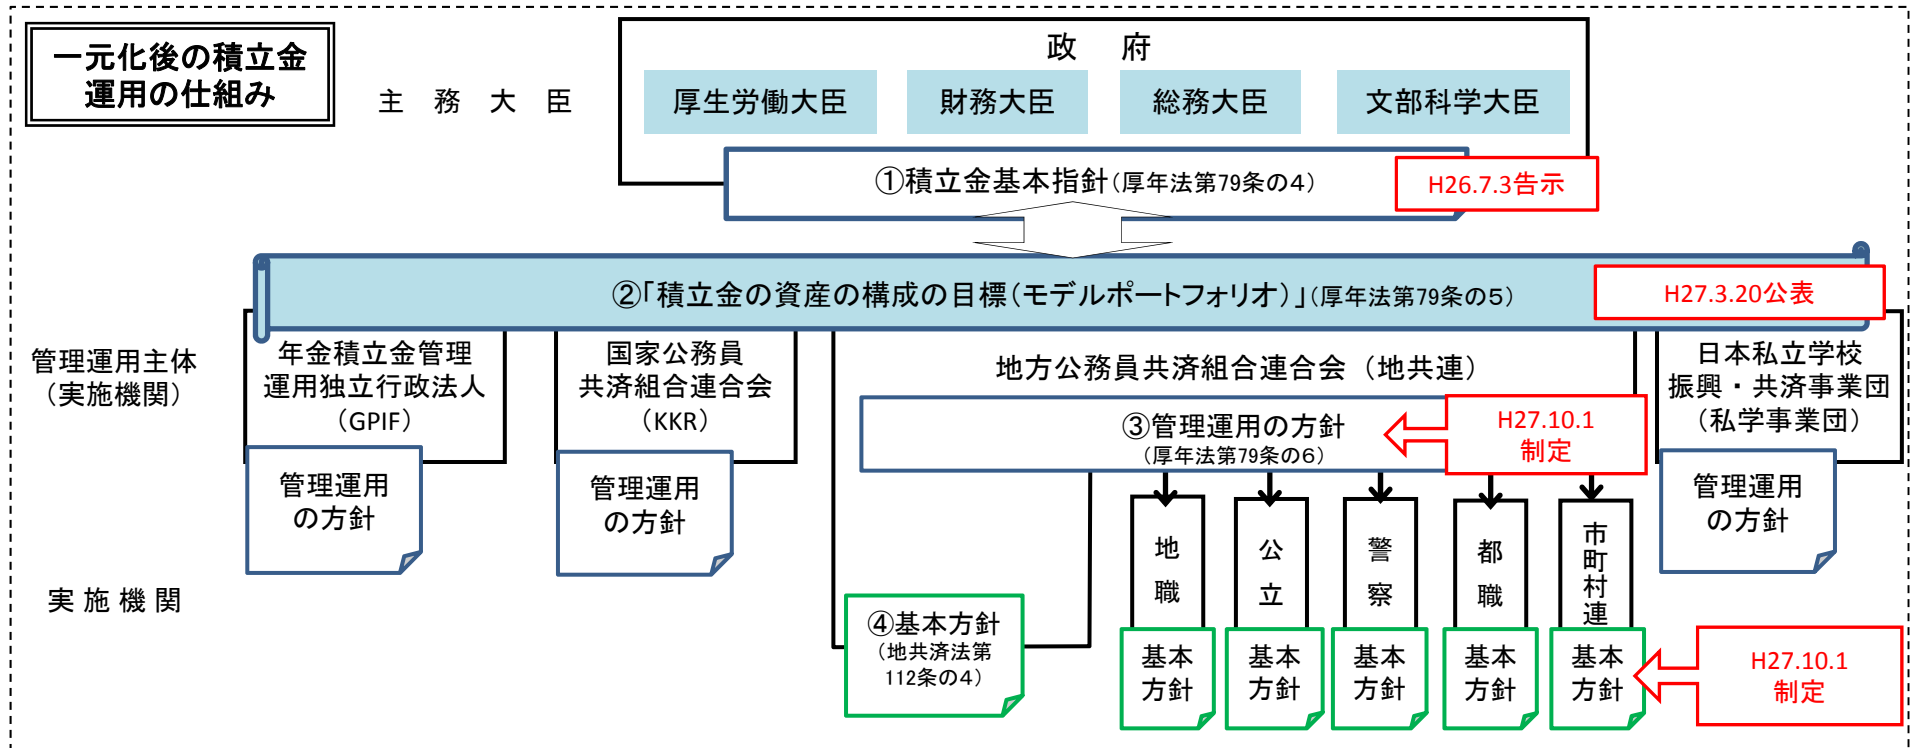 一元化後の積立金
運用の仕組み
政　府
主　務　大　臣
厚生労働大臣
財務大臣
総務大臣
文部科学大臣
①積立金基本指針（厚年法第79条の４）
H26.7.3告示
②「積立金の資産の構成の目標（モデルポートフォリオ）」（厚年法第79条の５）
H27.3.20公表
管理運用主体
（実施機関）
年金積立金管理
運用独立行政法人
（GPIF）
国家公務員
共済組合連合会
（KKR）
地方公務員共済組合連合会（地共連）
日本私立学校
振興・共済事業団
（私学事業団）
③管理運用の方針
（厚年法第79条の６）
H27.10.1
制定
管理運用
の方針
管理運用
の方針
管理運用
の方針
実施機関
地職
公立
警察
都職
市町村連
④基本方針
（地共済法第
112条の４）
基本
方針
基本
方針
基本
方針
基本
方針
基本
方針
H27.10.1
制定